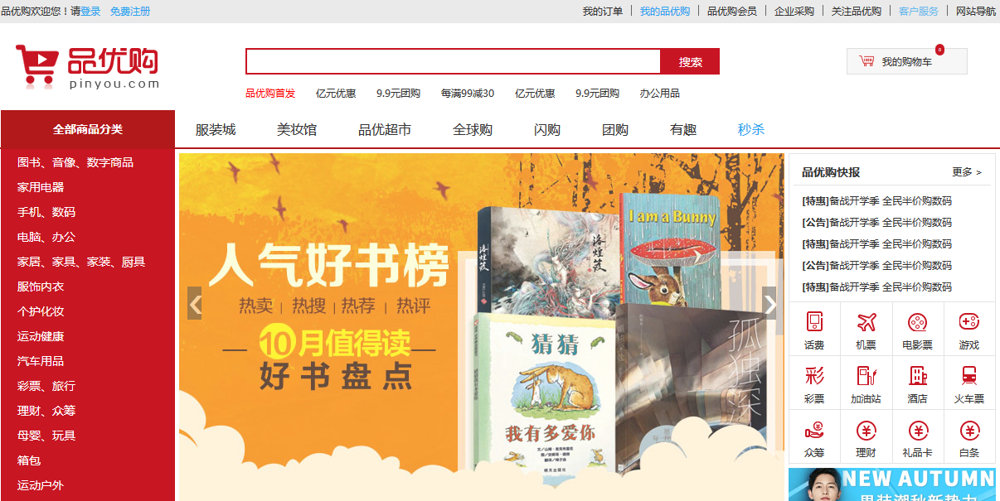 品优购欢迎您！请登录 免费注册
我的订单 我的品优购 品优购会员 企业采购 关注品优购 客户服务 网站导航
品优购
pinyou.com
搜索
0
我的购物车
品优购首发 亿元优惠 9.9元团购 每满99减30 亿元优惠 9.9元团购 办公用品
全部商品分类
服装城 美妆馆 品优超市 全球购 闪购 团购 有趣 秒杀
图书、音像、数字商品
家用电器
手机、数码
电脑、办公
家居、家具、家装、厨具
服饰内衣
个护化妆
运动健康
汽车用品
彩票、旅行
理财、众筹
母婴、玩具
箱包
运动户外
人气好书榜
热卖 | 热搜 | 热荐 | 热评
10月值得读
好书盘点
洛煌笈
洛煌笈
I am a Bunny
猜猜
我有多爱你
明天出版社
孤独深
品优购快报 更多 >
[特惠]备战开学季 全民半价购数码
[公告]备战开学季 全民半价购数码
[特惠]备战开学季 全民半价购数码
[公告]备战开学季 全民半价购数码
[特惠]备战开学季 全民半价购数码
话费 机票 电影票 游戏
彩
彩票 加油站 酒店 火车票
众筹 理财 礼品卡 白条
NEW AUTUMN
男装潮秋新势力